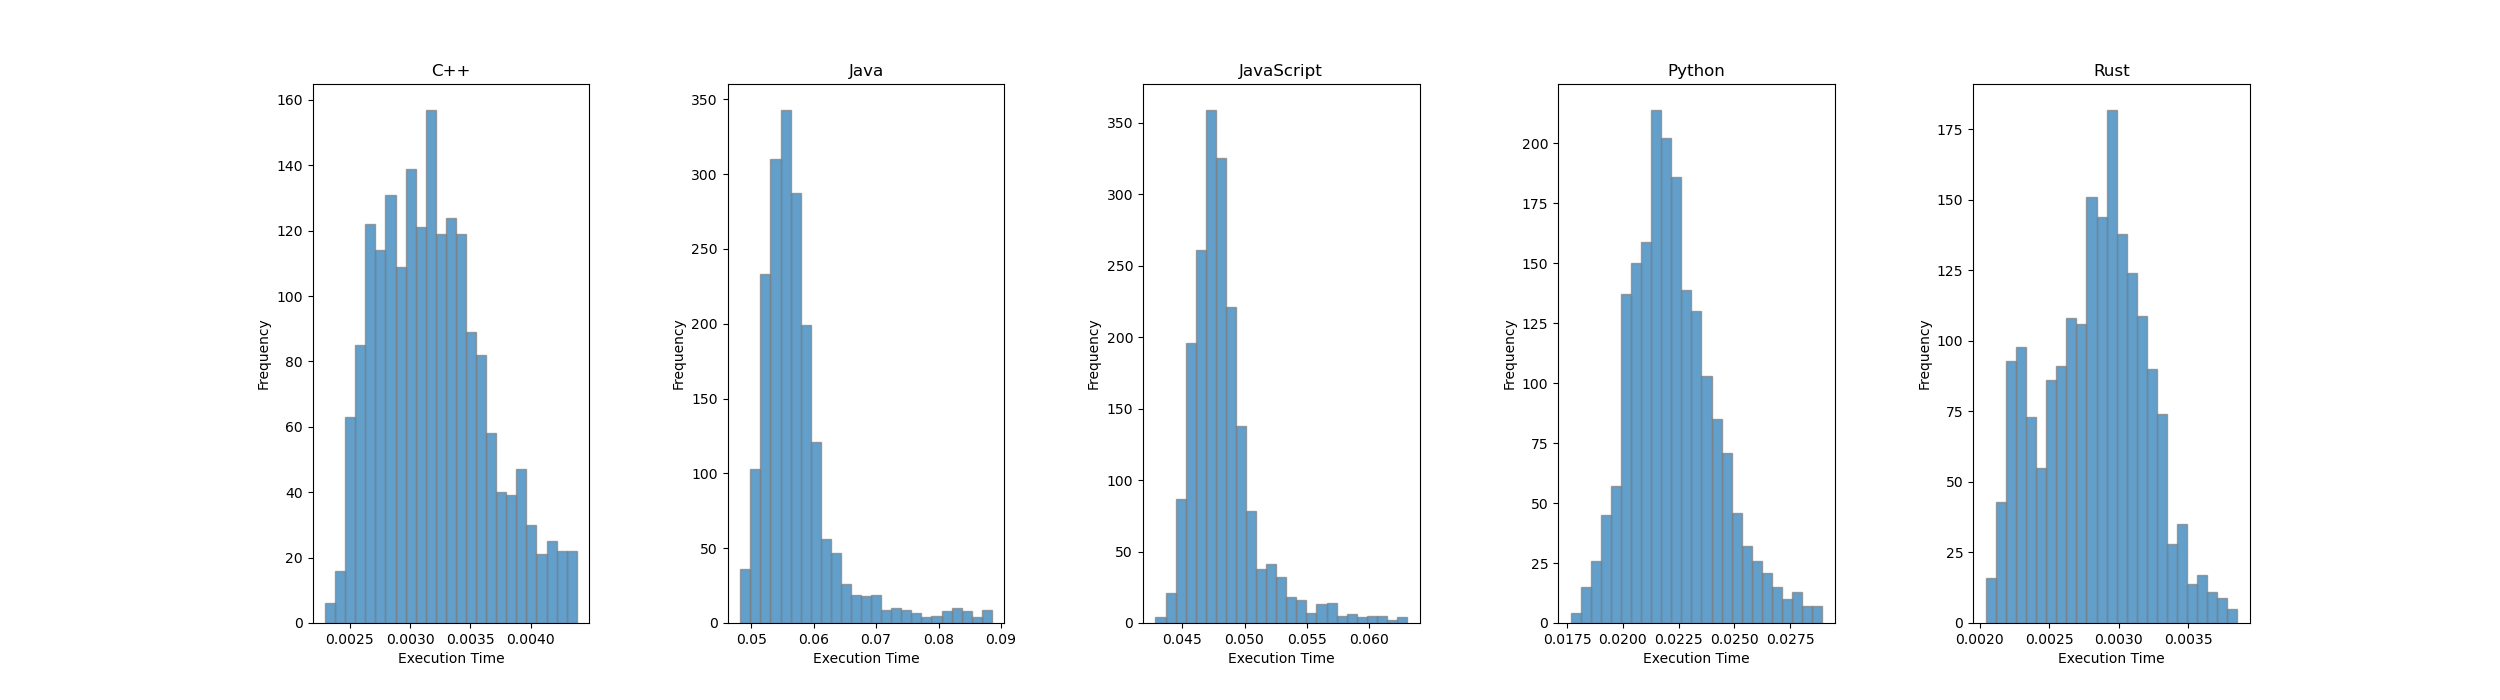 C++
160
140
120
100
80
60
40
20
0
Frequency
0.0025 0.0030 0.0035 0.0040
Execution Time
Java
350
300
250
200
150
100
50
0
Frequency
0.05 0.06 0.07 0.08 0.09
Execution Time
JavaScript
350
300
250
200
150
100
50
0
Frequency
0.045 0.050 0.055 0.060
Execution Time
Python
200
175
150
125
100
75
50
25
0
Frequency
0.0175 0.0200 0.0225 0.0250 0.0275
Execution Time
Rust
175
150
125
100
75
50
25
0
Frequency
0.0020 0.0025 0.0030 0.0035
Execution Time